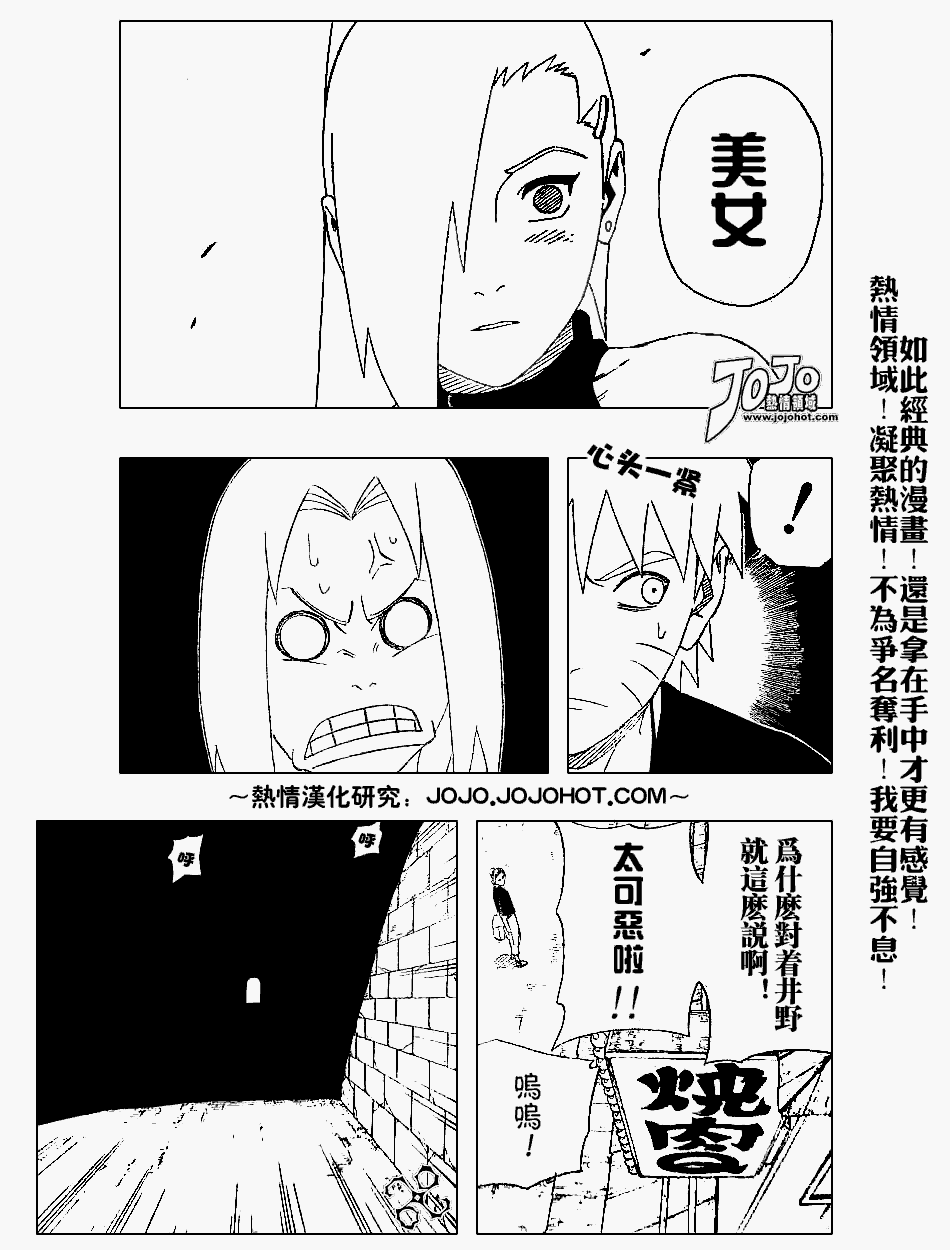 美女
JOJO
熱情領域
www.jojohot.com
如此經典的漫畫！還是拿在手中才更有感覺！
熱情領域！凝聚熱情！不為爭名奪利！我要自強不息！
！
心头一紧
～熱情漢化研究：JOJO.JOJOHOT.COM～
爲什麽對着井野
就這麽説啊！
太可惡啦！！
燒肉Q
嗚嗚！
呼
呼